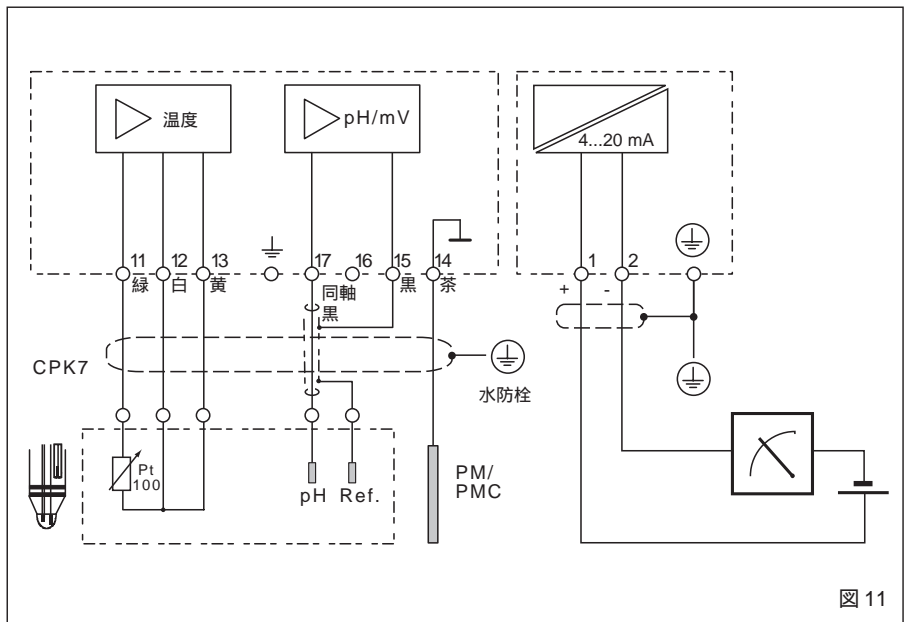 温度
pH/mV
4...20 mA
11 12 13 17 16 15 14 1 2
緑 白 黄 同軸 黒 茶
黒
+ -
CPK7
水防栓
Pt
100
pH Ref.
PM/
PMC
図 11